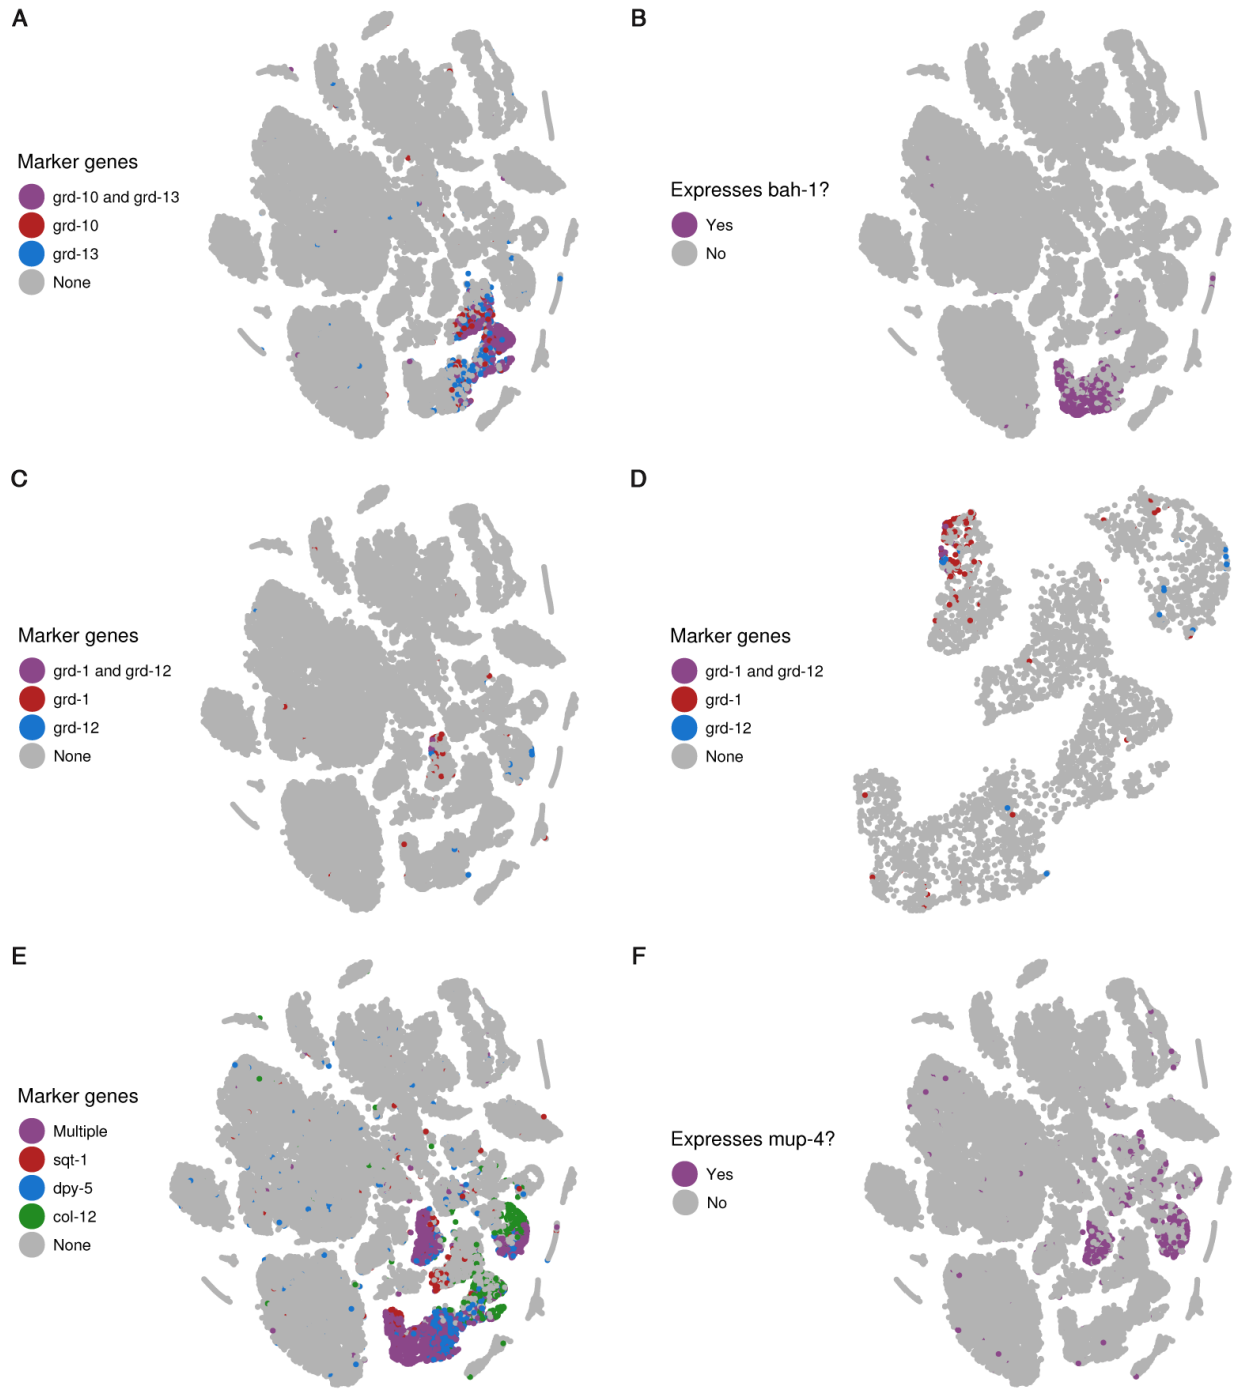 A
Marker genes
grd-10 and grd-13
grd-10
grd-13
None
B
Expresses bah-1?
Yes
No
C
Marker genes
grd-1 and grd-12
grd-1
grd-12
None
D
Marker genes
grd-1 and grd-12
grd-1
grd-12
None
E
Marker genes
Multiple
sqt-1
dpy-5
col-12
None
F
Expresses mup-4?
Yes
No